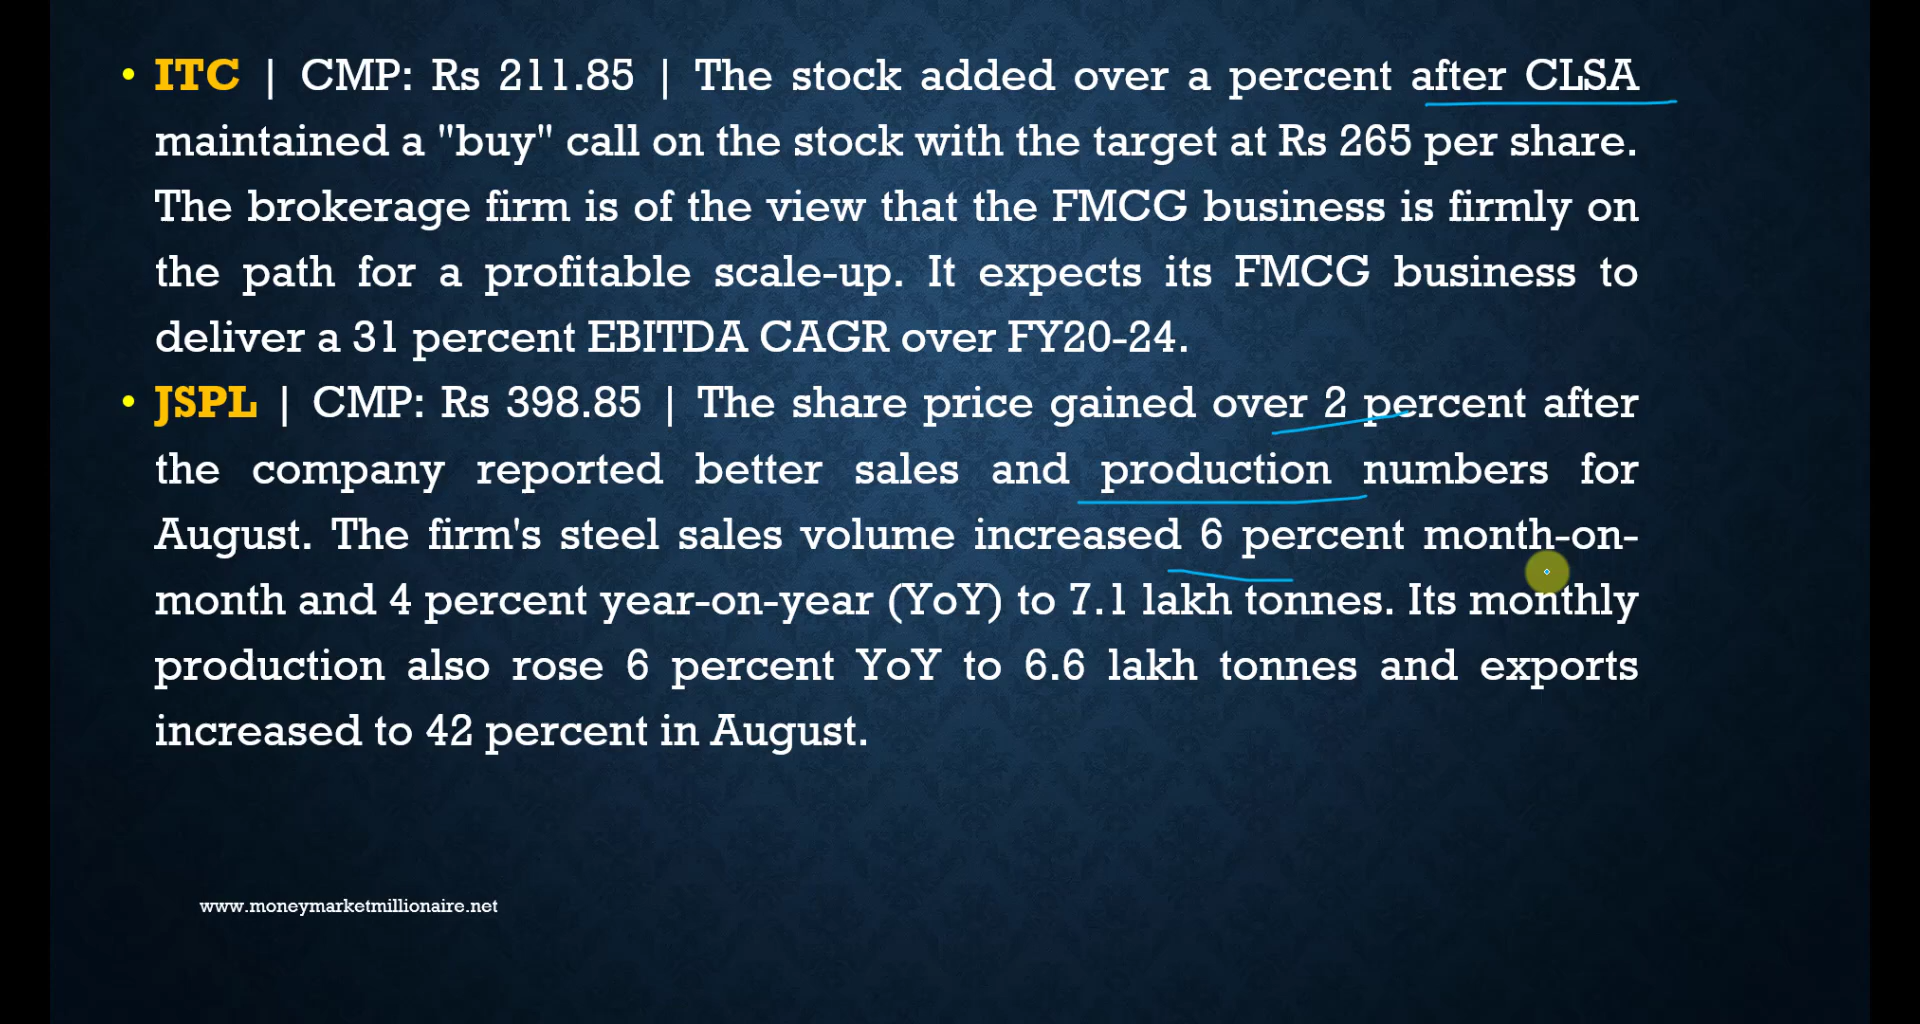 • ITC | CMP: Rs 211.85 | The stock added over a percent after CLSA
maintained a "buy" call on the stock with the target at Rs 265 per share.
The brokerage firm is of the view that the FMCG business is firmly on
the path for a profitable scale-up. It expects its FMCG business to
deliver a 31 percent EBITDA CAGR over FY20-24.
• JSPL | CMP: Rs 398.85 | The share price gained over 2 percent after
the company reported better sales and production numbers for
August. The firm's steel sales volume increased 6 percent month-on-
month and 4 percent year-on-year (YoY) to 7.1 lakh tonnes. Its monthly
production also rose 6 percent YoY to 6.6 lakh tonnes and exports
increased to 42 percent in August.
www.moneymarketmillionaire.net